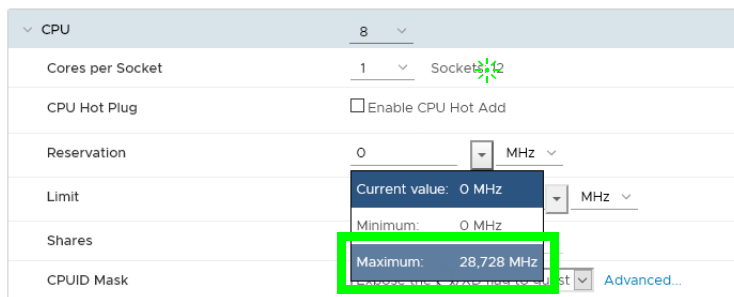 CPU 8
Cores per Socket 1 Sockets: 12
CPU Hot Plug Enable CPU Hot Add
Reservation 0 MHz
Current value: 0 MHz
Limit MHz
Minimum: 0 MHz
Shares
Maximum: 28,728 MHz
CPUID Mask Advanced...